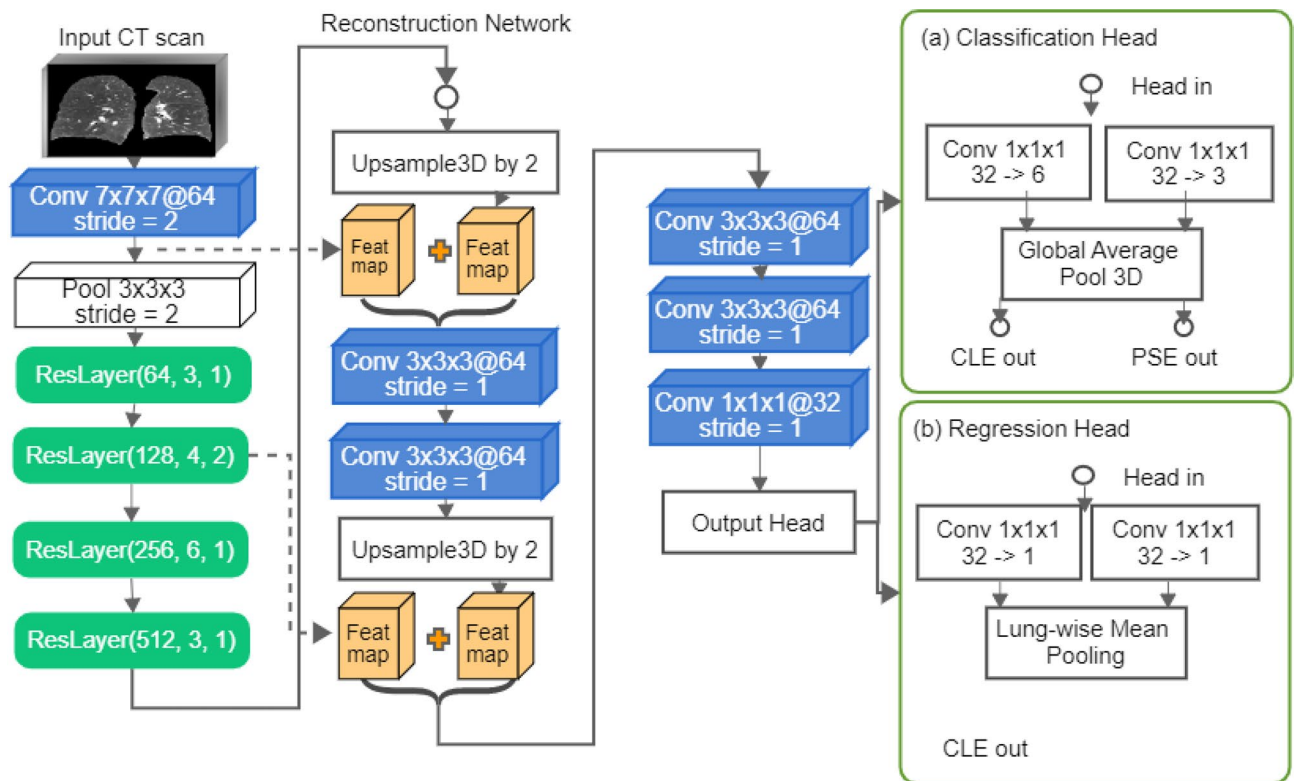 Input CT scan
Conv 7x7x7@64
stride = 2
Pool 3x3x3
stride = 2
ResLayer(64, 3, 1)
ResLayer(128, 4, 2)
ResLayer(256, 6, 1)
ResLayer(512, 3, 1)
Reconstruction Network
Upsample3D by 2
Feat
map
Feat
map
Conv 3x3x3@64
stride = 1
Conv 3x3x3@64
stride = 1
Upsample3D by 2
Feat
map
Feat
map
Conv 3x3x3@64
stride = 1
Conv 3x3x3@64
stride = 1
Conv 1x1x1@32
stride = 1
Output Head
(a) Classification Head
Head in
Conv 1x1x1
32 -> 6
Conv 1x1x1
32 -> 3
Global Average
Pool 3D
CLE out
PSE out
(b) Regression Head
Head in
Conv 1x1x1
32 -> 1
Conv 1x1x1
32 -> 1
Lung-wise Mean
Pooling
CLE out